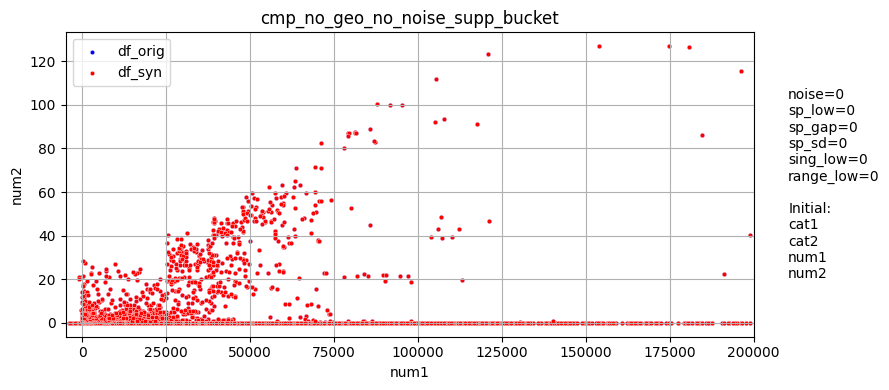 cmp_no_geo_no_noise_supp_bucket
df_orig
df_syn
num2
120
100
80
60
40
20
0
0
25000
50000
75000
100000
125000
150000
175000
200000
num1
noise=0
sp_low=0
sp_gap=0
sp_sd=0
sing_low=0
range_low=0
Initial:
cat1
cat2
num1
num2